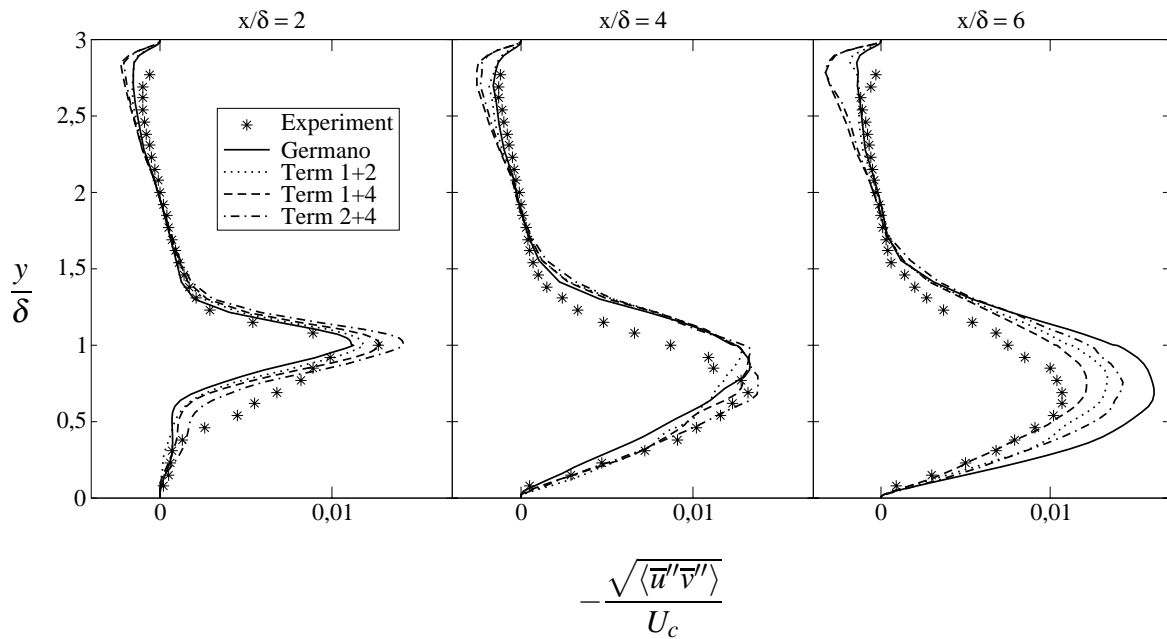 x/δ = 2
x/δ = 4
x/δ = 6
3
2,5
2
1,5
1
0,5
0
y/δ
Experiment
Germano
Term 1+2
Term 1+4
Term 2+4
0
0,01
0
0,01
0
0,01
−√⟨u̅″v̅″⟩/U_c